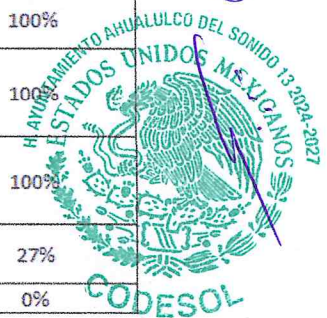 100%
100%
100%
27%
0%
H. AYUNTAMIENTO AHUALULCO DEL SONIDO 13 2024-2027
ESTADOS UNIDOS MEXICANOS
CODESOL